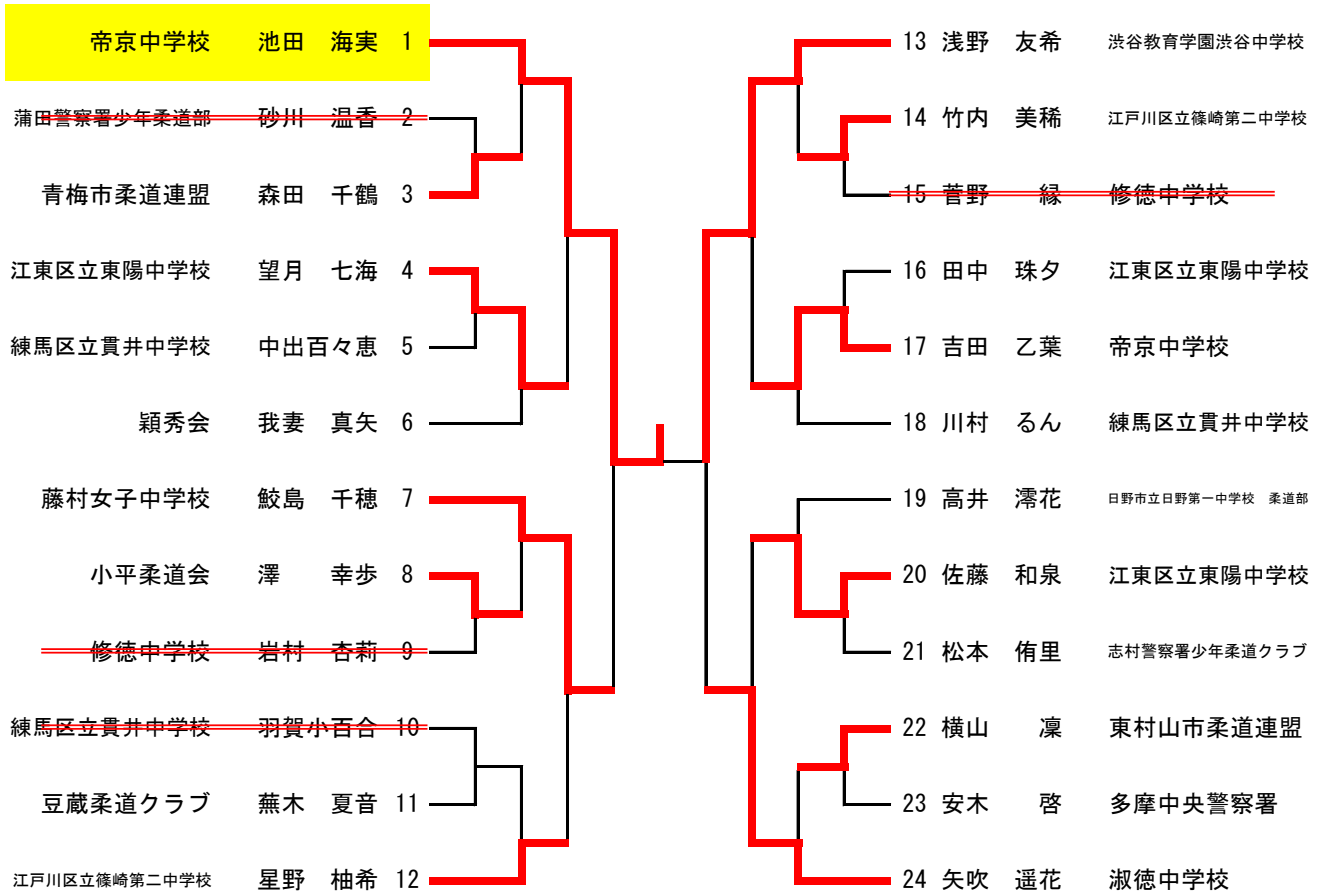 帝京中学校 池田 海実 1
蒲田警察署少年柔道部 砂川 温香 2
青梅市柔道連盟 森田 千鶴 3
江東区立東陽中学校 望月 七海 4
練馬区立貫井中学校 中出百々恵 5
穎秀会 我妻 真矢 6
藤村女子中学校 鮫島 千穂 7
小平柔道会 澤 幸歩 8
修徳中学校 岩村 杏莉 9
練馬区立貫井中学校 羽賀小百合 10
豆蔵柔道クラブ 蕪木 夏音 11
江戸川区立篠崎第二中学校 星野 柚希 12
13 浅野 友希 渋谷教育学園渋谷中学校
14 竹内 美稀 江戸川区立篠崎第二中学校
15 菅野 縁 修徳中学校
16 田中 珠夕 江東区立東陽中学校
17 吉田 乙葉 帝京中学校
18 川村 るん 練馬区立貫井中学校
19 高井 澪花 日野市立日野第一中学校 柔道部
20 佐藤 和泉 江東区立東陽中学校
21 松本 侑里 志村警察署少年柔道クラブ
22 横山 凜 東村山市柔道連盟
23 安木 啓 多摩中央警察署
24 矢吹 遥花 淑徳中学校